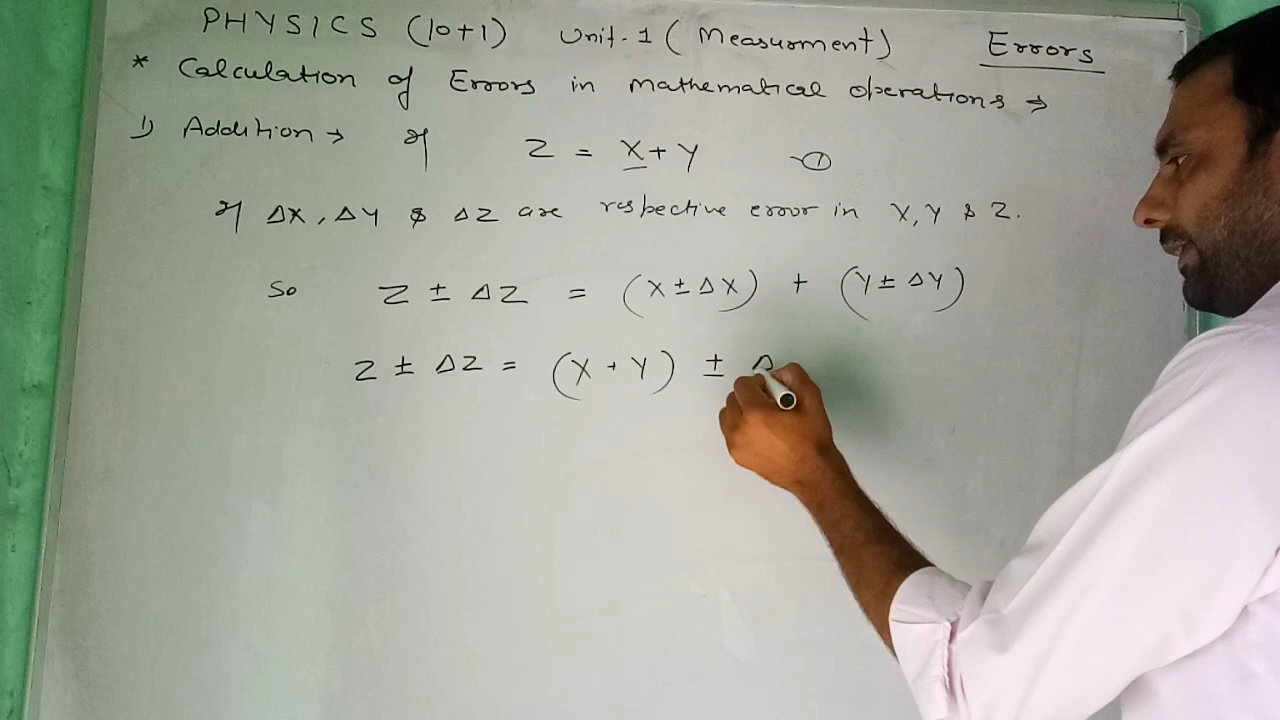 PHYSICS (10+1) Unit.1 (Measurment) Errors
* Calculation of Errors in Mathematical operations →
1) Addition → If Z = X + Y -①
If ΔX, ΔY & ΔZ are respective error in X, Y & Z.
So Z ± ΔZ = (X ± ΔX) + (Y ± ΔY)
Z ± ΔZ = (X + Y) ± Δ